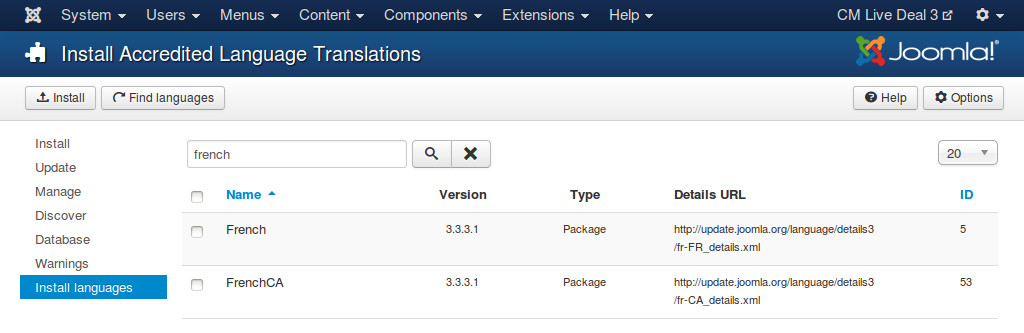 System Users Menus Content Components Extensions Help CM Live Deal 3
Install Accredited Language Translations Joomla!
Install Find languages Help Options
Install
Update
Manage
Discover
Database
Warnings
Install languages
french 20
Name Version Type Details URL ID
French 3.3.3.1 Package http://update.joomla.org/language/details3 5
/fr-FR_details.xml
FrenchCA 3.3.3.1 Package http://update.joomla.org/language/details3 53
/fr-CA_details.xml